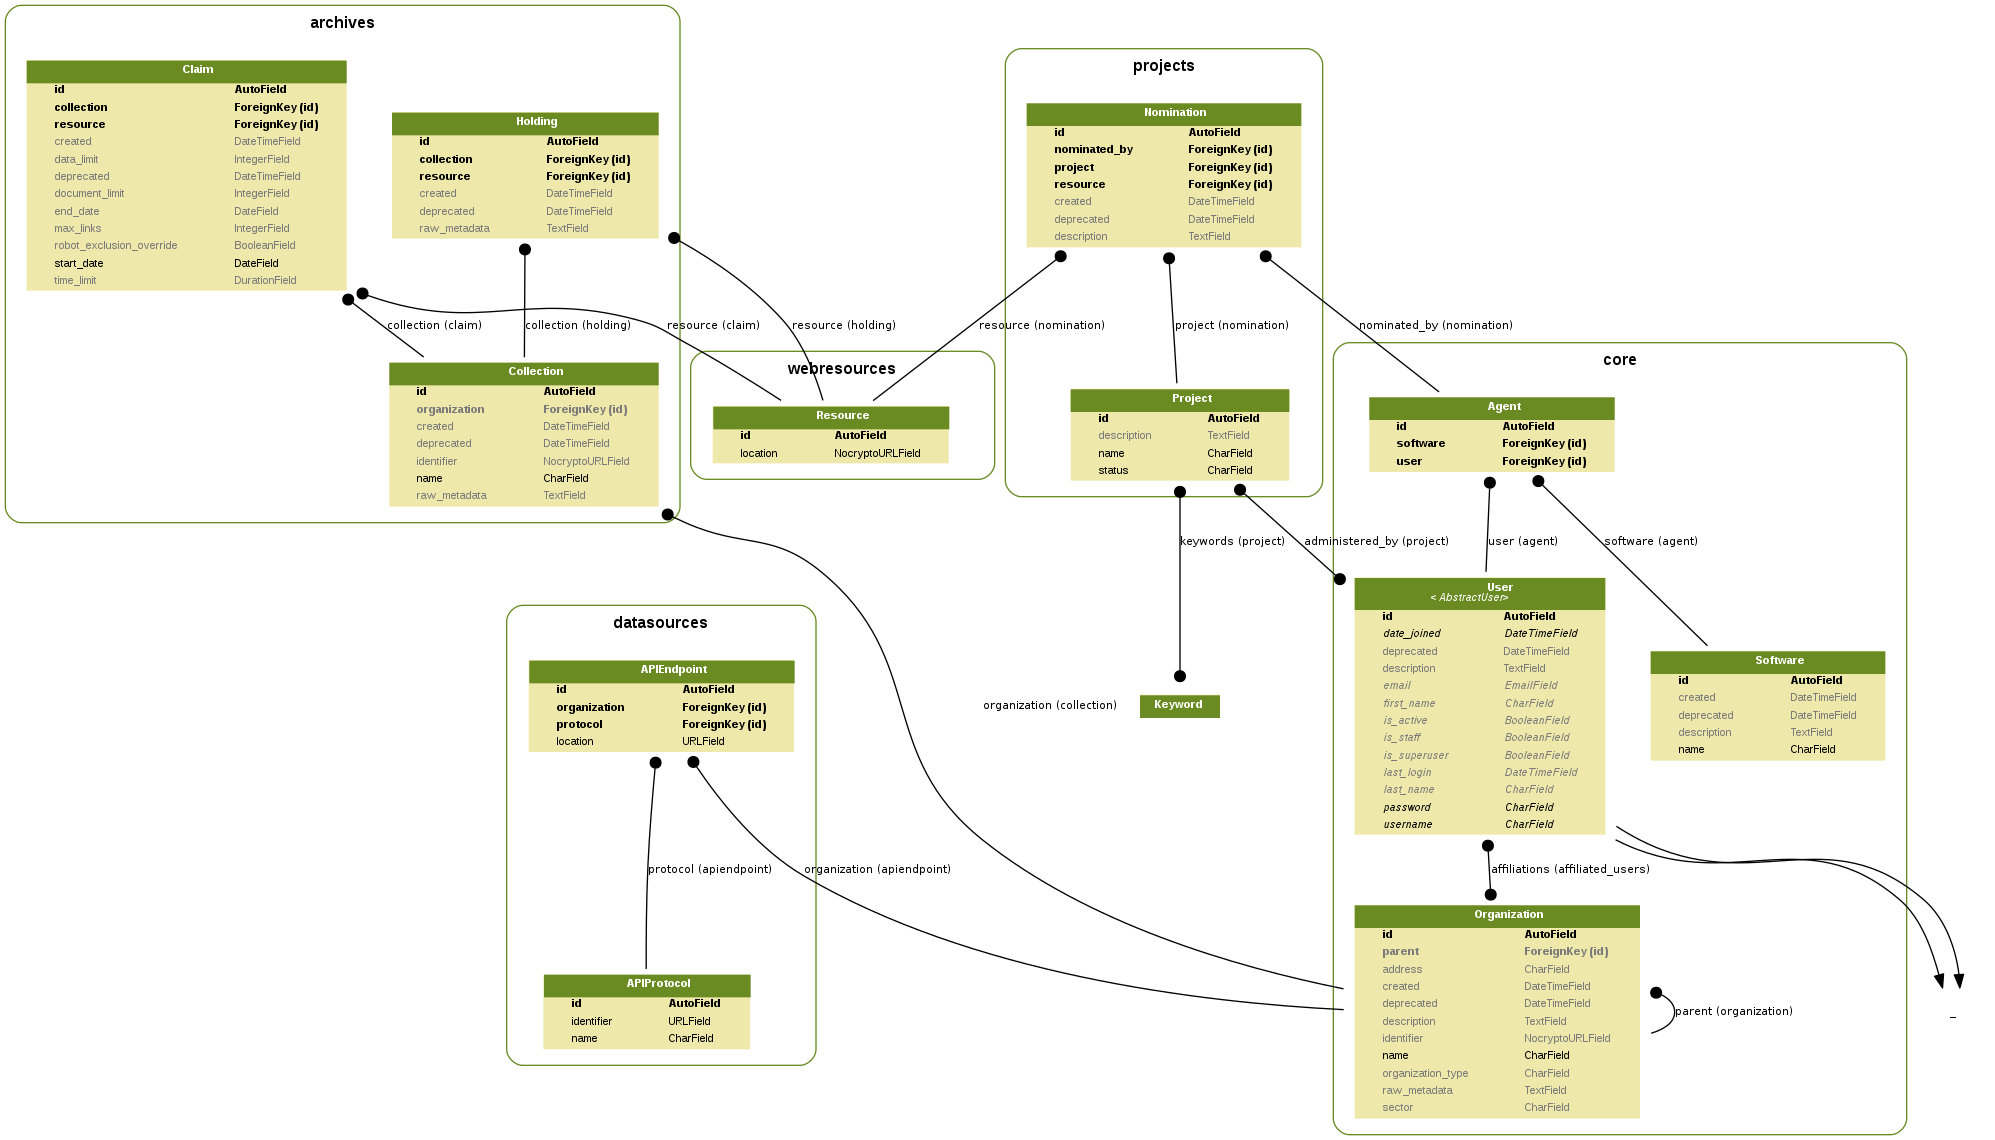 archives
Claim
id AutoField
collection ForeignKey (id)
resource ForeignKey (id)
created DateTimeField
data_limit IntegerField
deprecated DateTimeField
document_limit IntegerField
end_date DateField
max_links IntegerField
robot_exclusion_override BooleanField
start_date DateField
time_limit DurationField
Holding
id AutoField
collection ForeignKey (id)
resource ForeignKey (id)
created DateTimeField
deprecated DateTimeField
raw_metadata TextField
collection (claim)
collection (holding)
resource (claim)
resource (holding)
resource (nomination)
project (nomination)
nominated_by (nomination)
Collection
id AutoField
organization ForeignKey (id)
created DateTimeField
deprecated DateTimeField
identifier NocryptoURLField
name CharField
raw_metadata TextField
webresources
Resource
id AutoField
location NocryptoURLField
projects
Nomination
id AutoField
nominated_by ForeignKey (id)
project ForeignKey (id)
resource ForeignKey (id)
created DateTimeField
deprecated DateTimeField
description TextField
Project
id AutoField
description TextField
name CharField
status CharField
keywords (project)
administered_by (project)
user (agent)
software (agent)
core
Agent
id AutoField
software ForeignKey (id)
user ForeignKey (id)
User
< AbstractUser>
id AutoField
date_joined DateTimeField
deprecated DateTimeField
description TextField
email EmailField
first_name CharField
is_active BooleanField
is_staff BooleanField
is_superuser BooleanField
last_login DateTimeField
last_name CharField
password CharField
username CharField
Software
id AutoField
created DateTimeField
deprecated DateTimeField
description TextField
name CharField
organization (collection)
Keyword
datasources
APIEndpoint
id AutoField
organization ForeignKey (id)
protocol ForeignKey (id)
location URLField
protocol (apiendpoint)
organization (apiendpoint)
affiliations (affiliated_users)
APIProtocol
id AutoField
identifier URLField
name CharField
Organization
id AutoField
parent ForeignKey (id)
address CharField
created DateTimeField
deprecated DateTimeField
description TextField
identifier NocryptoURLField
name CharField
organization_type CharField
raw_metadata TextField
sector CharField
parent (organization)
_